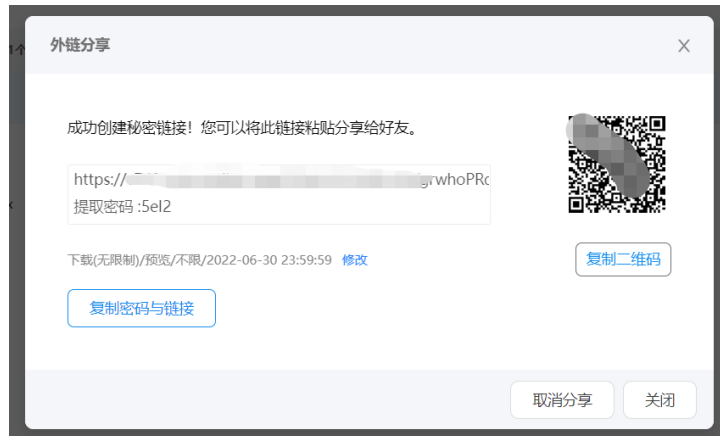 1个
外链分享
成功创建秘密链接！您可以将此链接粘贴分享给好友。
https://
grwhoPRc
提取密码 :5eI2
下载(无限制)/预览/不限/2022-06-30 23:59:59 修改
复制二维码
复制密码与链接
取消分享
关闭